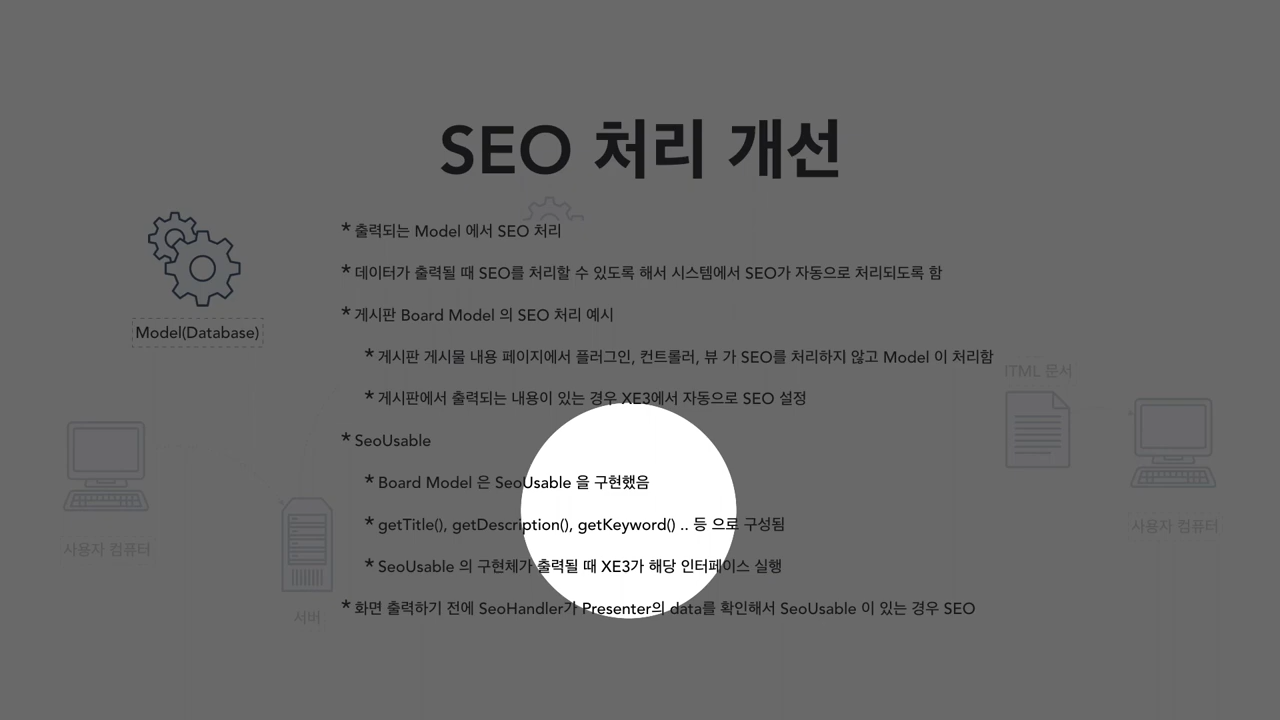 SEO 처리 개선
* 출력되는 Model 에서 SEO 처리
* 데이터가 출력될 때 SEO를 처리할 수 있도록 해서 시스템에서 SEO가 자동으로 처리되도록 함
Model(Database)
* 게시판 Board Model 의 SEO 처리 예시
* 게시판 게시물 내용 페이지에서 플러그인, 컨트롤러, 뷰 가 SEO를 처리하지 않고 Model 이 처리함
ITML 문서
* 게시판에서 출력되는 내용이 있는 경우 XE3에서 자동으로 SEO 설정
* SeoUsable
* Board Model 은 SeoUsable 을 구현했음
* getTitle(), getDescription(), getKeyword() .. 등 으로 구성됨
사용자 컴퓨터
사용자 컴퓨터
* SeoUsable 의 구현체가 출력될 때 XE3가 해당 인터페이스 실행
* 화면 출력하기 전에 SeoHandler가 Presenter의 data를 확인해서 SeoUsable 이 있는 경우 SEO
서버